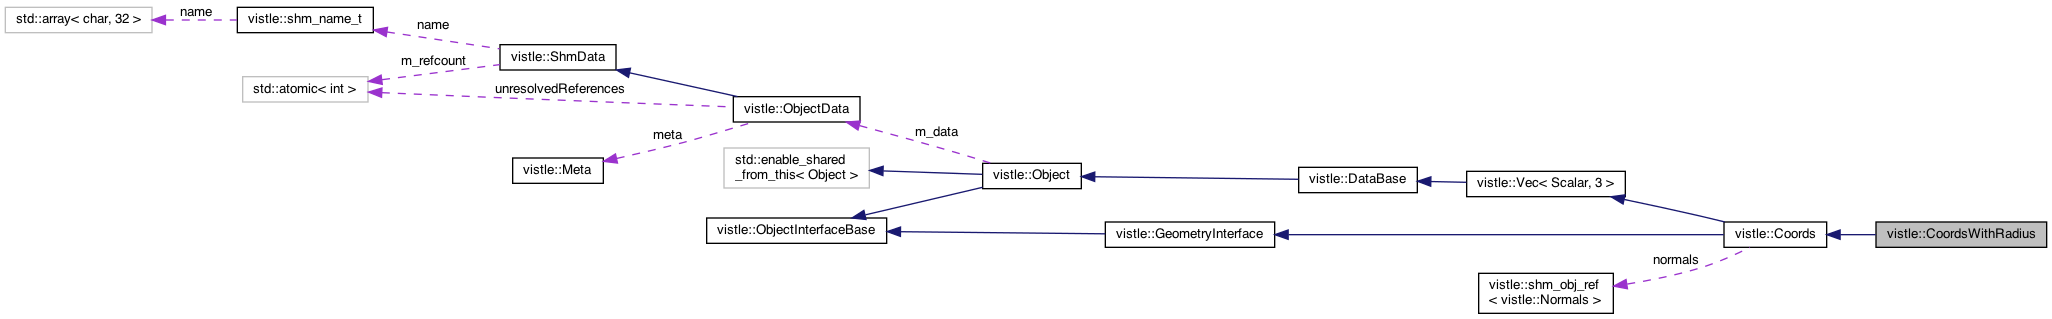 std::array< char, 32 >
name
vistle::shm_name_t
name
vistle::ShmData
m_refcount
std::atomic< int >
unresolvedReferences
vistle::ObjectData
meta
m_data
vistle::Meta
std::enable_shared
_from_this< Object >
vistle::Object
vistle::DataBase
vistle::Vec< Scalar, 3 >
vistle::ObjectInterfaceBase
vistle::GeometryInterface
vistle::Coords
vistle::CoordsWithRadius
normals
vistle::shm_obj_ref
< vistle::Normals >